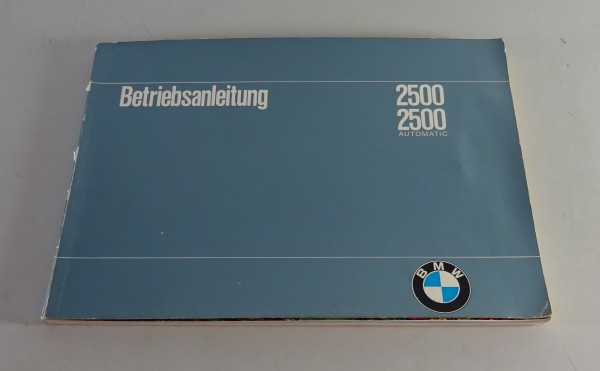 Betriebsanleitung 2500
2500
AUTOMATIC
BMW